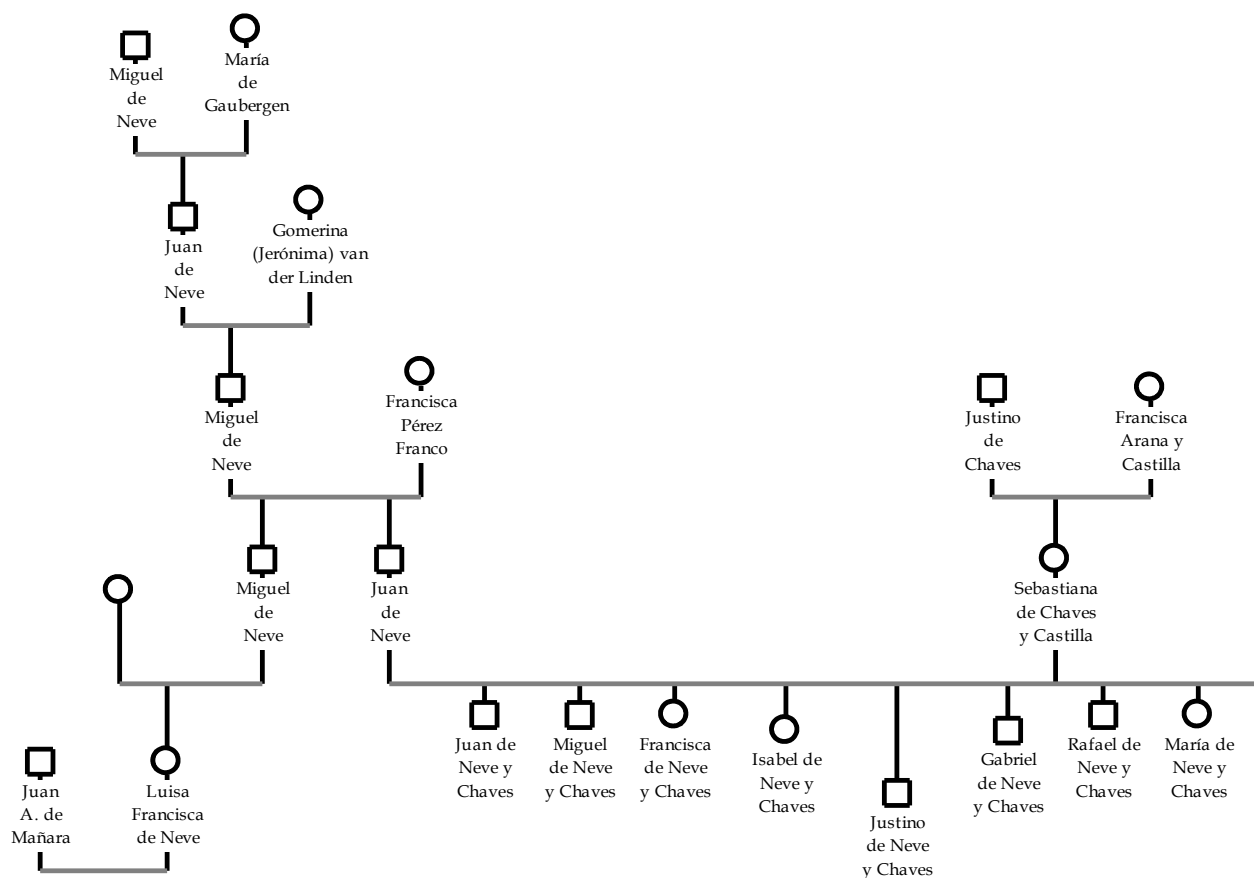 Miguel
de
Neve
María
de
Gaubergen
Juan
de
Neve
Gomerina
(Jerónima) van
der Linden
Miguel
de
Neve
Francisca
Pérez
Franco
Justino
de
Chaves
Francisca
Arana y
Castilla
Miguel
de
Neve
Juan
de
Neve
Sebastiana
de Chaves
y Castilla
Juan
A. de
Mañara
Luisa
Francisca
de Neve
Juan de
Neve y
Chaves
Miguel
de Neve
y Chaves
Francisca
de Neve
y Chaves
Isabel de
Neve y
Chaves
Justino
de Neve
y Chaves
Gabriel
de Neve
y Chaves
Rafael de
Neve y
Chaves
María de
Neve y
Chaves